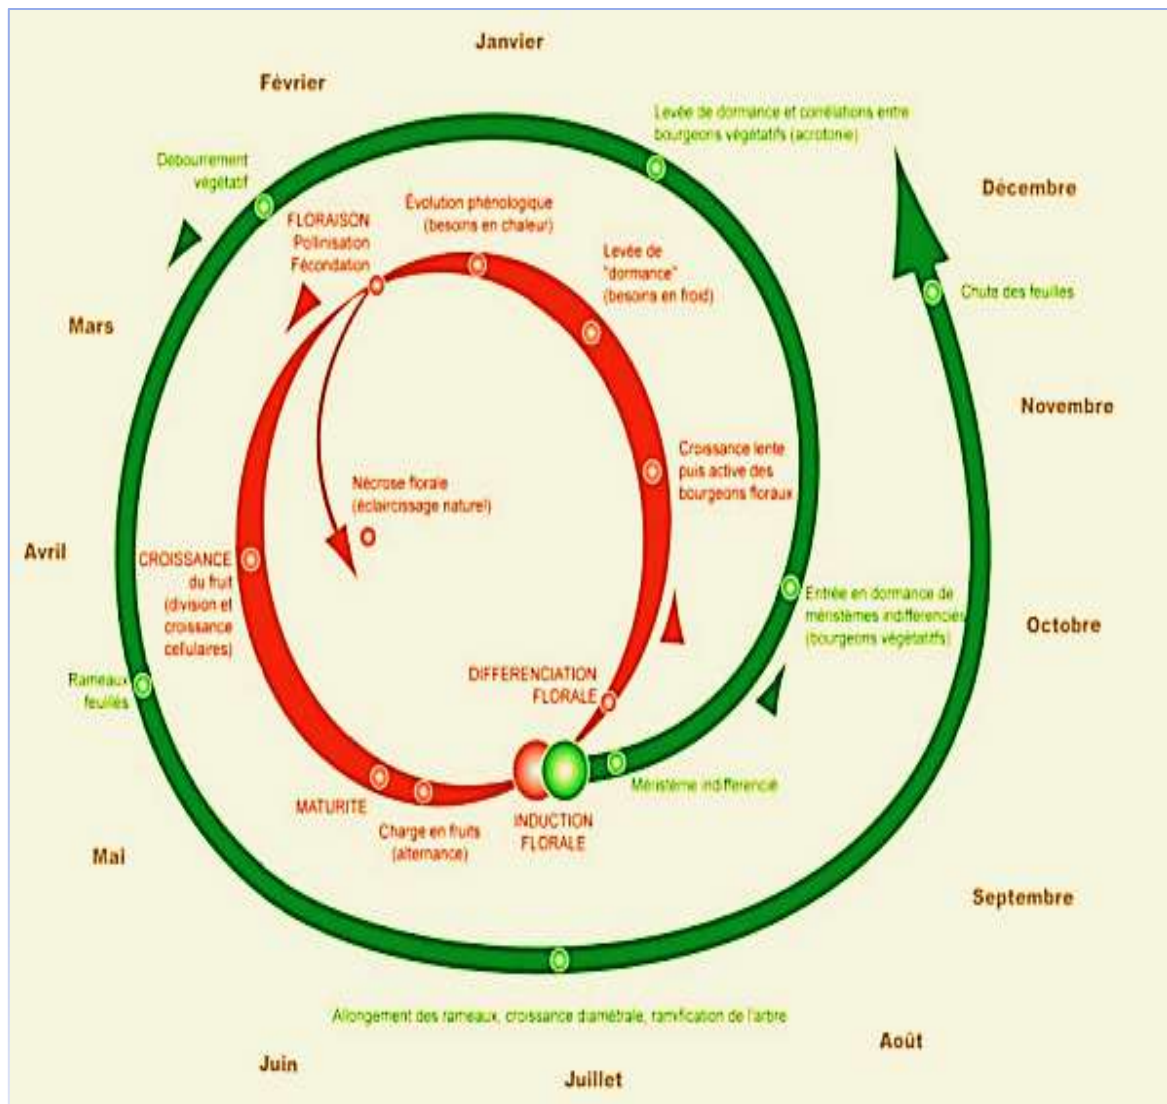 Janvier
Février
Levée de dormance et corrélations entre
bourgeons végétatifs (acrotonie)
Débourrement
végétatif
Décembre
Évolution phénologique
(besoins en chaleur)
FLORAISON
Pollinisation
Fécondation
Levée de
"dormance"
(besoins en froid)
Chute des feuilles
Mars
Novembre
Croissance lente
puis active des
bourgeons floraux
Nécrose florale
(éclaircissage naturel)
Avril
CROISSANCE
du fruit
(division et
croissance
cellulaires)
Entrée en dormance de
méristèmes indifférenciés
(bourgeons végétatifs)
Octobre
Rameaux
feuillés
DIFFERENCIATION
FLORALE
Méristème indifférencié
MATURITE
INDUCTION
FLORALE
Charge en fruits
(alternance)
Mai
Septembre
Allongement des rameaux, croissance diamétrale, ramification de l'arbre
Août
Juin
Juillet